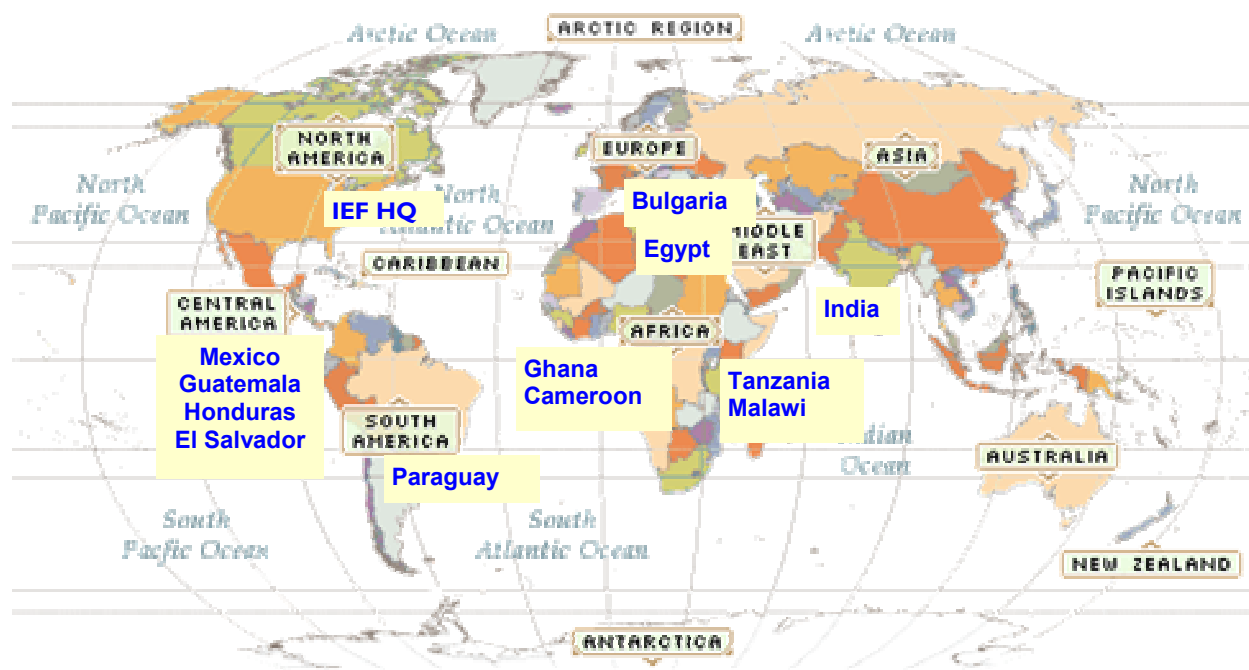 ARCTIC REGION
Arctic Ocean
Arctic Ocean
NORTH
AMERICA
EUROPE
ASIA
North
Pacific Ocean
North
Atlantic Ocean
North
Pacific Ocean
IEF HQ
Bulgaria
Egypt
MIDDLE
EAST
CARIBBEAN
PACIFIC
ISLANDS
CENTRAL
AMERICA
AFRICA
India
Mexico
Guatemala
Honduras
El Salvador
Ghana
Cameroon
Tanzania
Malawi
SOUTH
AMERICA
Paraguay
Indian
Ocean
AUSTRALIA
South
Pacfic Ocean
South
Atlantic Ocean
NEW ZEALAND
ANTARCTICA